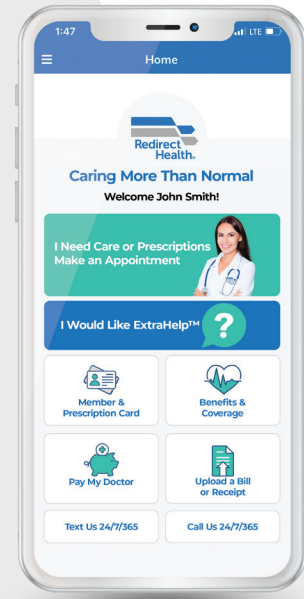 1:47
LTE
Home
Redirect
Health.
Caring More
Than Normal
Welcome John Smith!
I Need Care or Prescriptions
Make an Appointment
I Would Like ExtraHelp™
?
Member &
Prescription Card
Benefits &
Coverage
Pay My Doctor
Upload a Bill
or Receipt
Text Us 24/7/365
Call Us 24/7/365